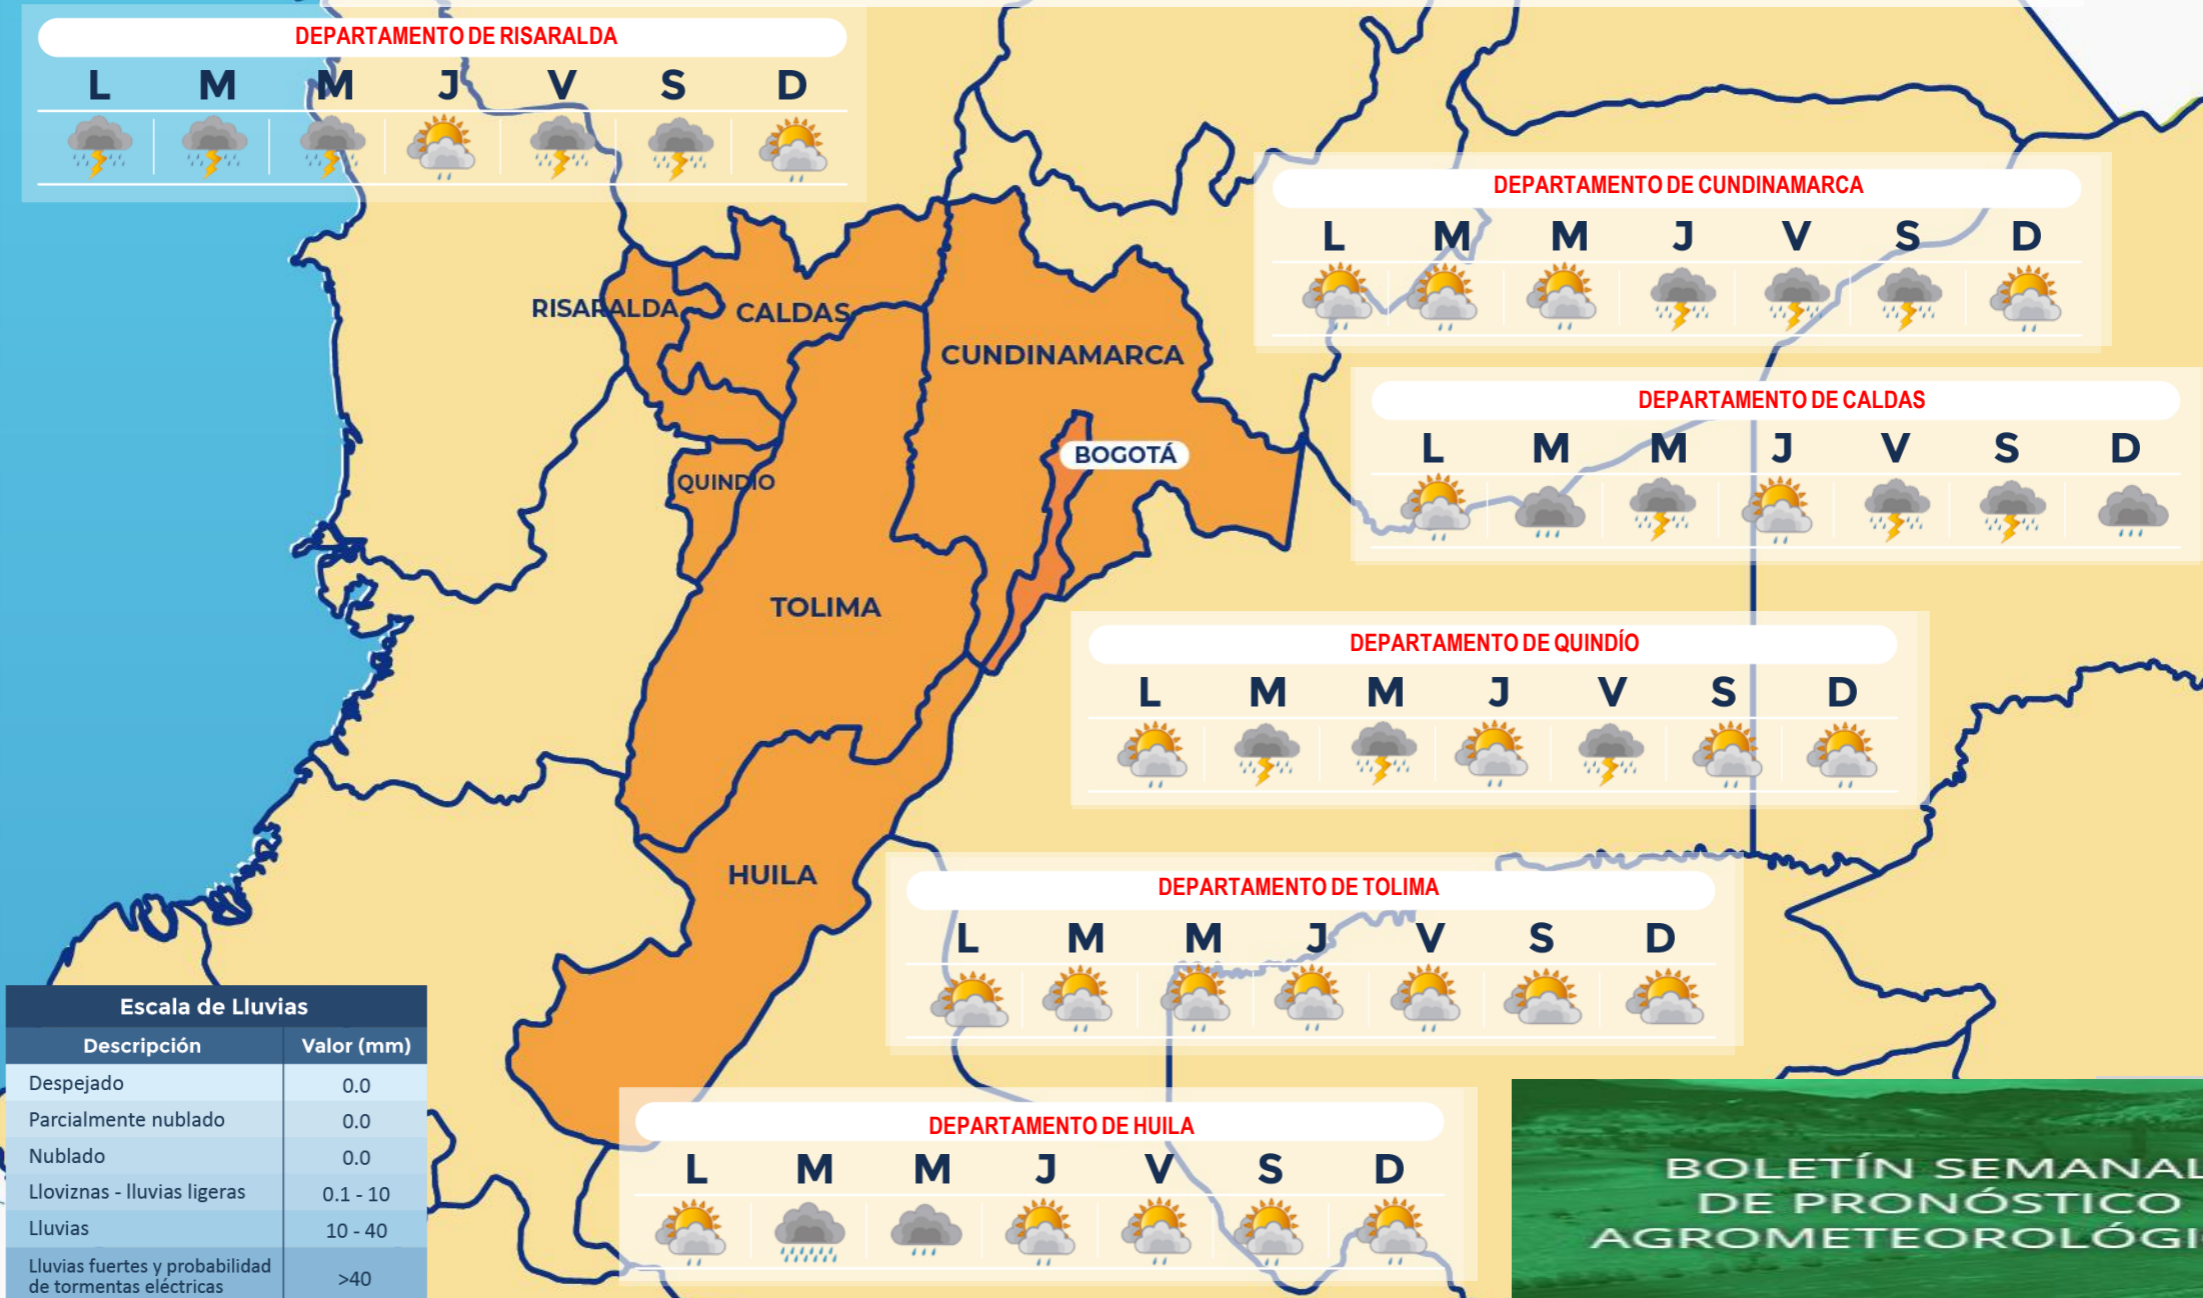 DEPARTAMENTO DE RISARALDA
L M M J V S D
DEPARTAMENTO DE CUNDINAMARCA
L M M J V S D
RISARALDA
CALDAS
CUNDINAMARCA
DEPARTAMENTO DE CALDAS
L M M J V S D
BOGOTÁ
QUINDIO
TOLIMA
DEPARTAMENTO DE QUINDÍO
L M M J V S D
HUILA
DEPARTAMENTO DE TOLIMA
L M M J V S D
Escala de Lluvias
Descripción Valor (mm)
Despejado 0.0
Parcialmente nublado 0.0
Nublado 0.0
Lloviznas - lluvias ligeras 0.1 - 10
Lluvias 10 - 40
Lluvias fuertes y probabilidad
de tormentas eléctricas >40
DEPARTAMENTO DE HUILA
L M M J V S D
BOLETÍN SEMANAL
DE PRONÓSTICO